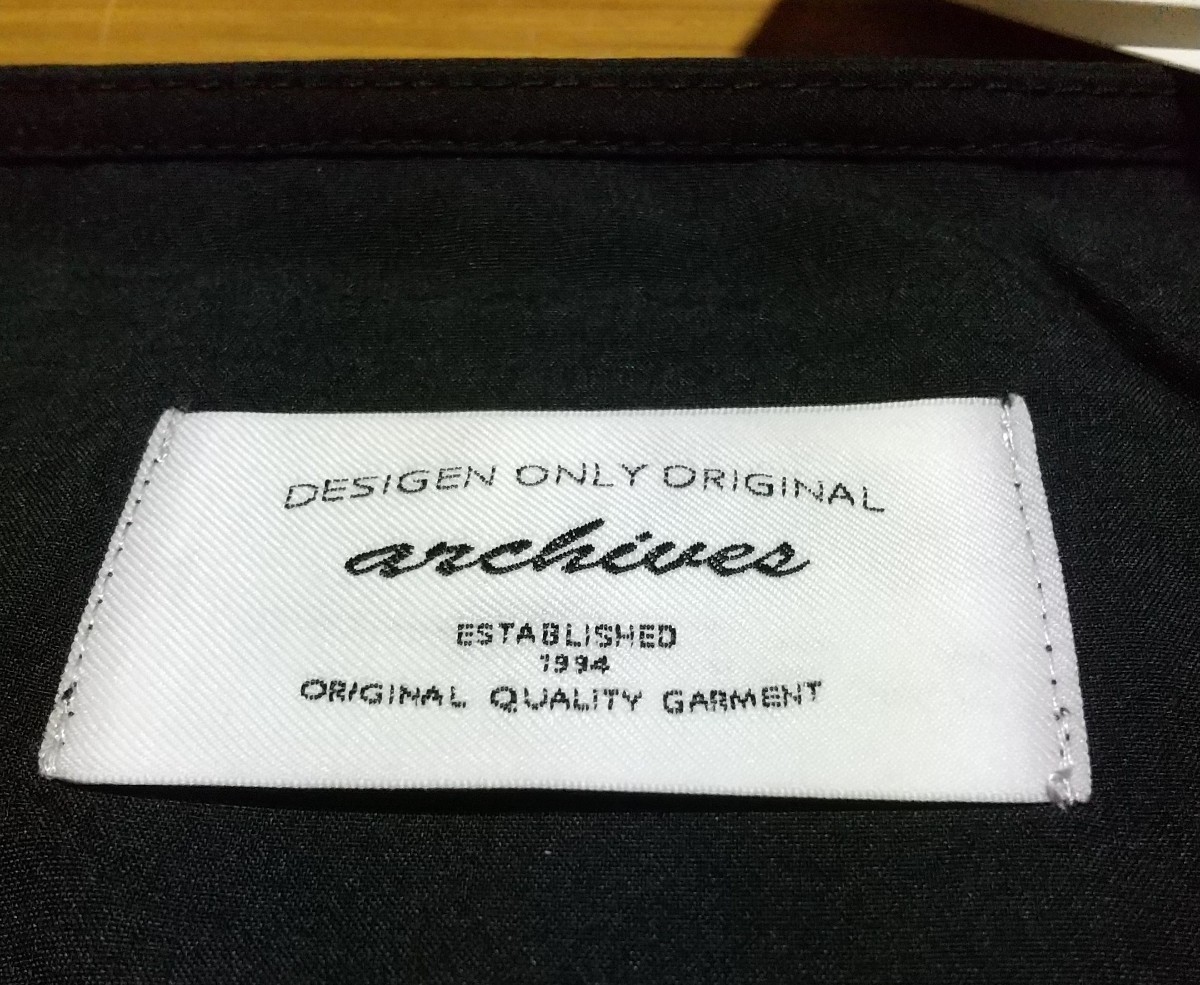 DESIGEN ONLY ORIGINAL
archives
ESTABLISHED
1994
ORIGINAL QUALITY GARMENT